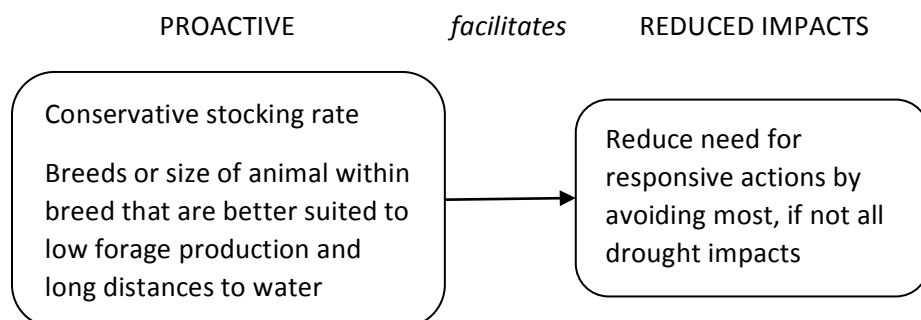 PROACTIVE facilitates REDUCED IMPACTS
Conservative stocking rate
Breeds or size of animal within
breed that are better suited to
low forage production and
long distances to water
Reduce need for
responsive actions by
avoiding most, if not all
drought impacts